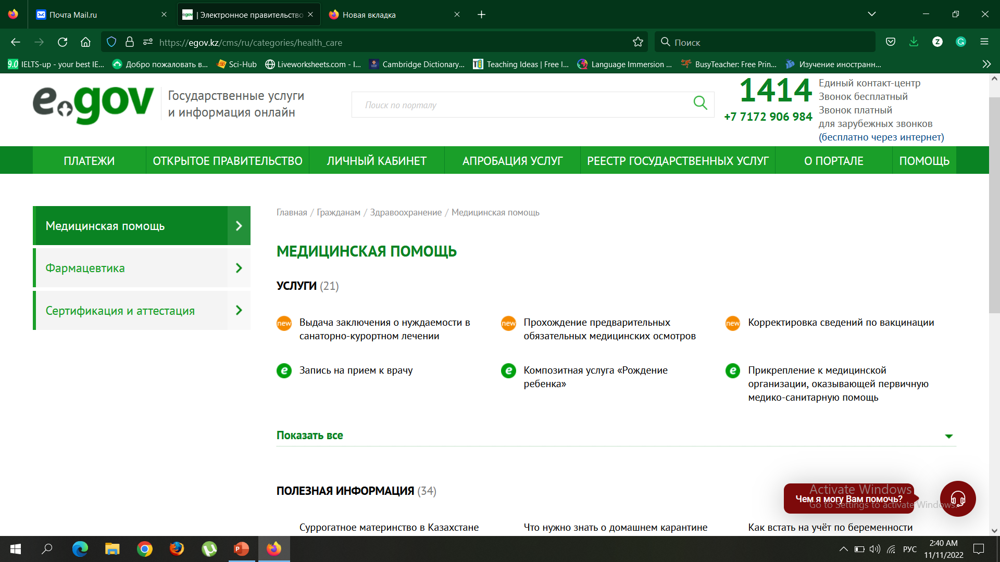 Почта Mail.ru
| Электронное правительство
Новая вкладка
https://egov.kz/cms/ru/categories/health_care
Поиск
9.0 IELTS-up - your best IE...
Добро пожаловать в...
Sci-Hub
Liveworksheets.com - I...
Cambridge Dictionary...
Teaching Ideas | Free I...
Language Immersion ...
BusyTeacher: Free Prin...
Изучение иностранн...
e.gov
Государственные услуги
и информация онлайн
Поиск по порталу
1414
+7 7172 906 984
Единый контакт-центр
Звонок бесплатный
Звонок платный
для зарубежных звонков
(бесплатно через интернет)
ПЛАТЕЖИ
ОТКРЫТОЕ ПРАВИТЕЛЬСТВО
ЛИЧНЫЙ КАБИНЕТ
АПРОБАЦИЯ УСЛУГ
РЕЕСТР ГОСУДАРСТВЕННЫХ УСЛУГ
О ПОРТАЛЕ
ПОМОЩЬ
Медицинская помощь
Фармацевтика
Сертификация и аттестация
Главная / Гражданам / Здравоохранение / Медицинская помощь
МЕДИЦИНСКАЯ ПОМОЩЬ
УСЛУГИ (21)
new
Выдача заключения о нуждаемости в
санаторно-курортном лечении
new
Прохождение предварительных
обязательных медицинских осмотров
new
Корректировка сведений по вакцинации
e
Запись на прием к врачу
e
Композитная услуга «Рождение
ребенка»
e
Прикрепление к медицинской
организации, оказывающей первичную
медико-санитарную помощь
Показать все
ПОЛЕЗНАЯ ИНФОРМАЦИЯ (34)
Суррогатное материнство в Казахстане
Что нужно знать о домашнем карантине
Как встать на учёт по беременности
Чем я могу Вам помочь?
Activate Windows
Go to Settings to activate Windows.
РУС
2:40 AM
11/11/2022